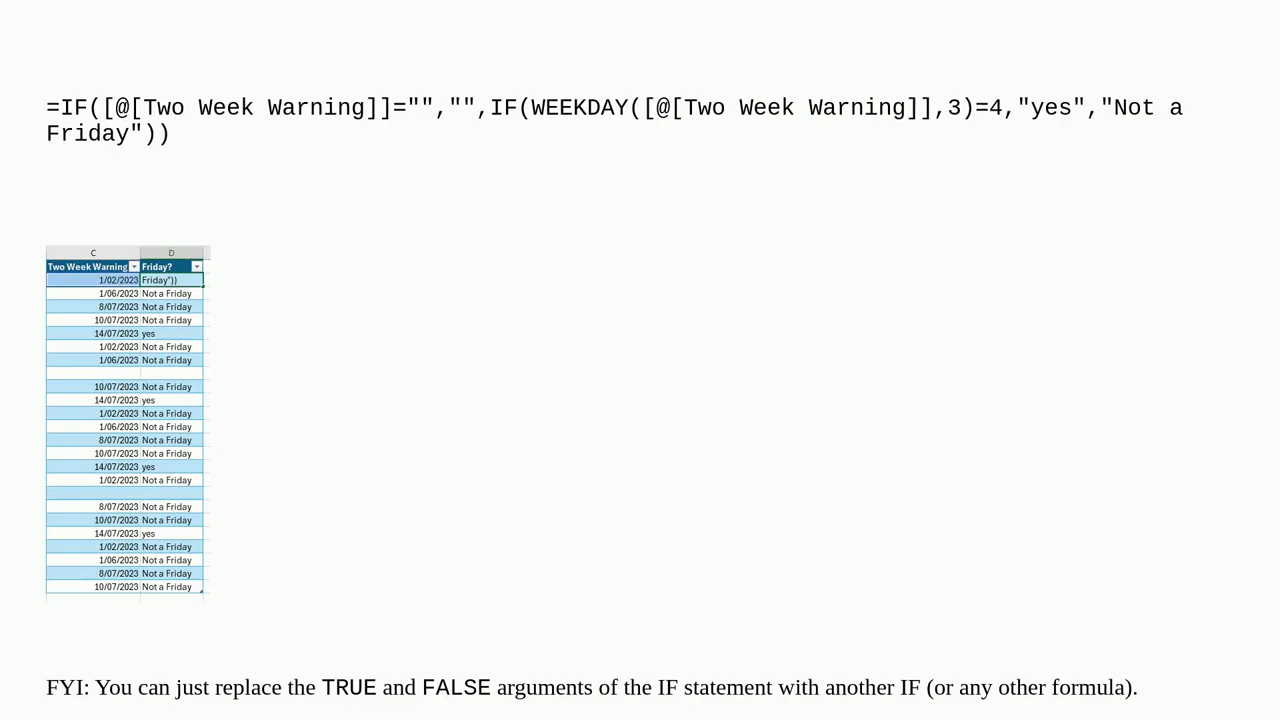 =IF([@[Two Week Warning]]="","",IF(WEEKDAY([@[Two Week Warning]],3)=4,"yes","Not a
Friday"))
C D
Two Week Warning Friday?
1/02/2023 Friday"))
1/06/2023 Not a Friday
8/07/2023 Not a Friday
10/07/2023 Not a Friday
14/07/2023 yes
1/02/2023 Not a Friday
1/06/2023 Not a Friday
10/07/2023 Not a Friday
14/07/2023 yes
1/02/2023 Not a Friday
1/06/2023 Not a Friday
8/07/2023 Not a Friday
10/07/2023 Not a Friday
14/07/2023 yes
1/02/2023 Not a Friday
8/07/2023 Not a Friday
10/07/2023 Not a Friday
14/07/2023 yes
1/02/2023 Not a Friday
1/06/2023 Not a Friday
8/07/2023 Not a Friday
10/07/2023 Not a Friday
FYI: You can just replace the TRUE and FALSE arguments of the IF statement with another IF (or any other formula).